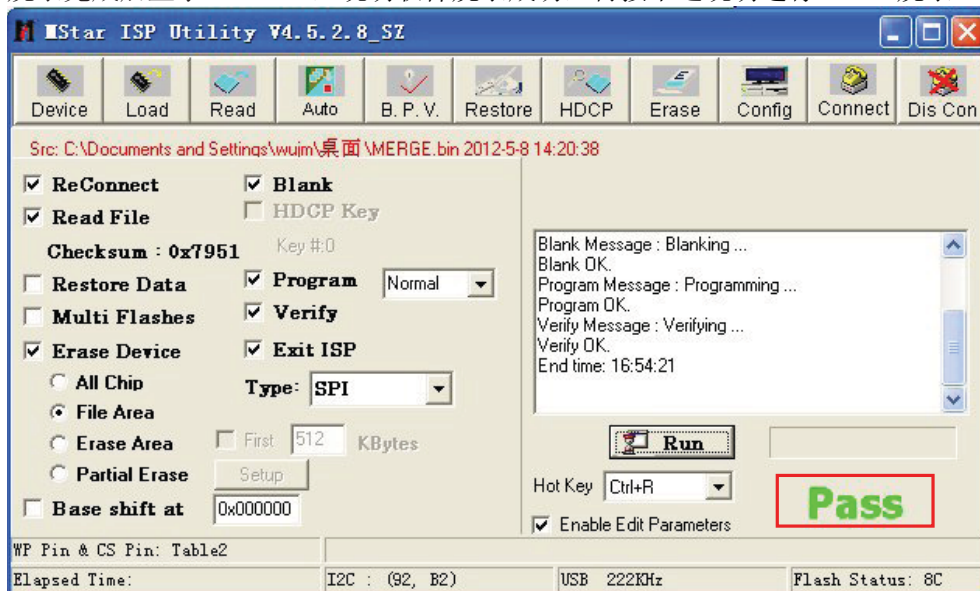 MStar ISP Utility V4.5.2.8_SZ
Device Load Read Auto B.P.V. Restore HDCP Erase Config Connect Dis Con
Src: C:\Documents and Settings\wujm\桌面\MERGE.bin 2012-5-8 14:20:38
ReConnect
Blank
Read File
HDCP Key
Checksum : 0x7951
Key #:0
Restore Data
Program Normal
Multi Flashes
Verify
Erase Device
Exit ISP
All Chip
Type: SPI
File Area
Erase Area
First 512 KBytes
Partial Erase
Setup
Base shift at 0x000000
Blank Message : Blanking ...
Blank OK.
Program Message : Programming ...
Program OK.
Verify Message : Verifying ...
Verify OK.
End time: 16:54:21
Run
Hot Key Ctrl+R
Enable Edit Parameters
Pass
WP Pin & CS Pin: Table2
Elapsed Time: I2C : (92, B2) USB 222KHz Flash Status: 8C